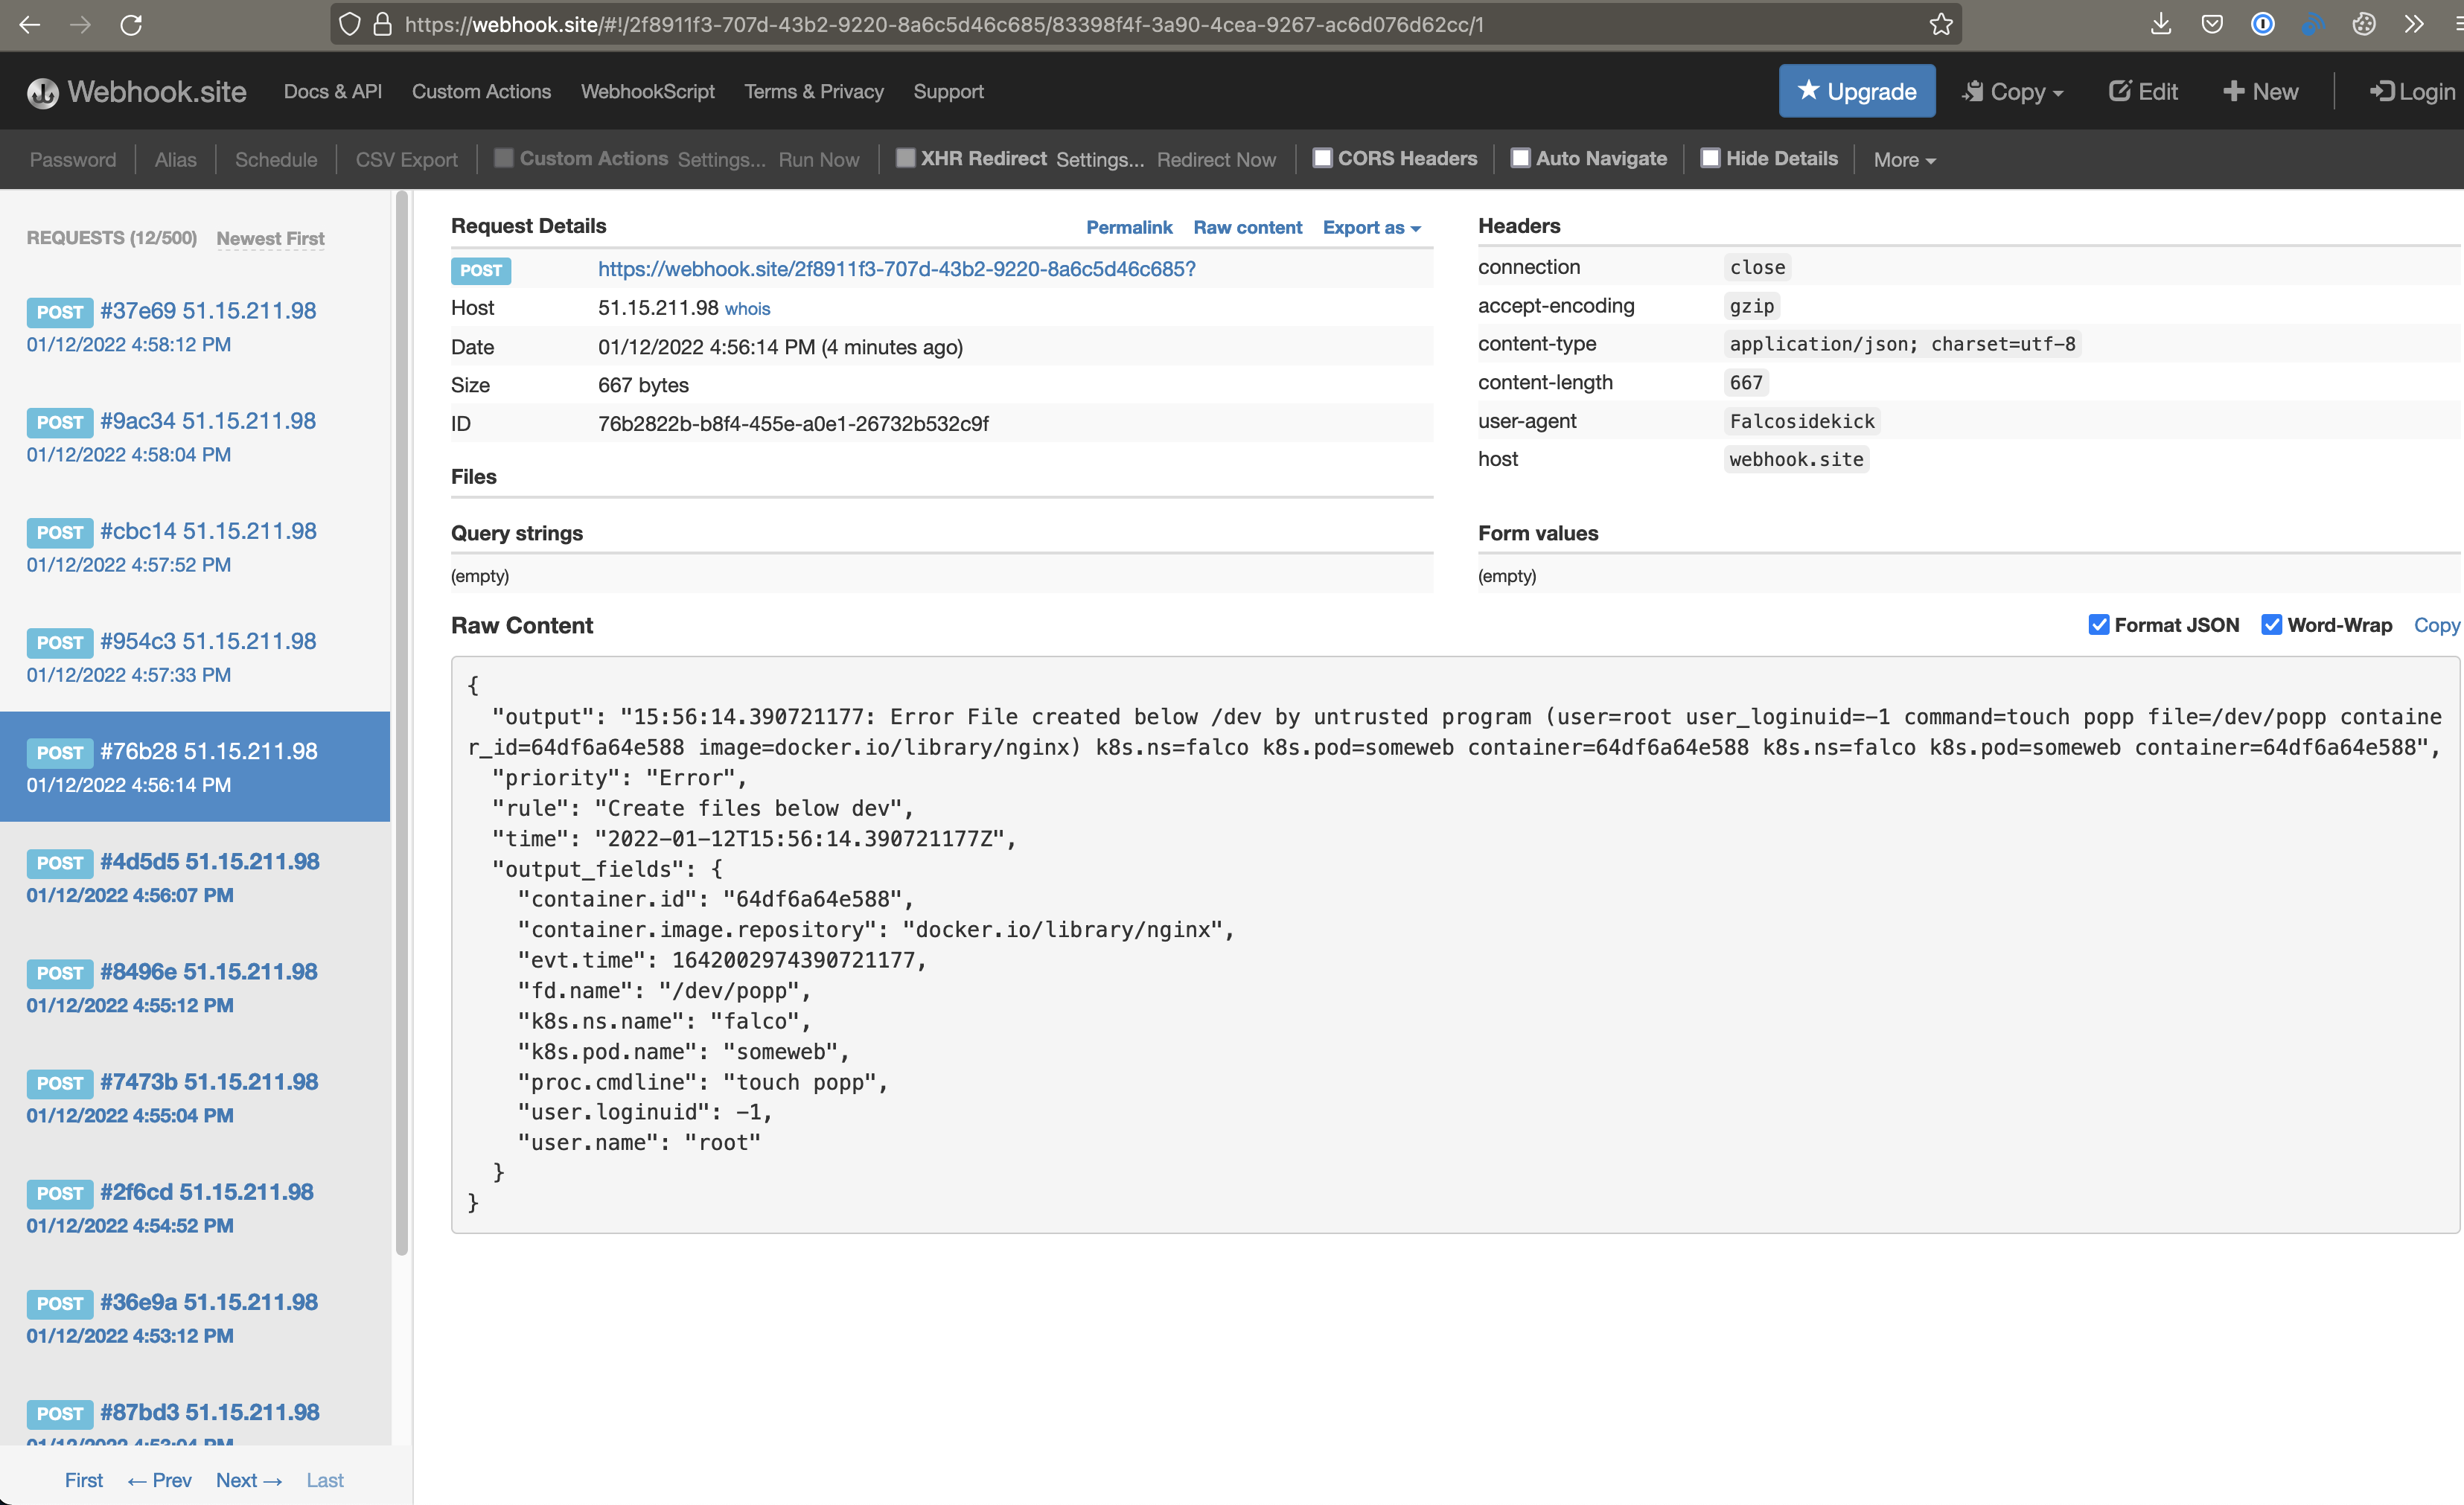 https://webhook.site/#!/2f8911f3-707d-43b2-9220-8a6c5d46c685/83398f4f-3a90-4cea-9267-ac6d076d62cc/1
Webhook.site Docs & API Custom Actions WebhookScript Terms & Privacy Support Upgrade Copy Edit New Login
Password Alias Schedule CSV Export Custom Actions Settings... Run Now XHR Redirect Settings... Redirect Now CORS Headers Auto Navigate Hide Details More
REQUESTS (12/500) Newest First
POST #37e69 51.15.211.98
01/12/2022 4:58:12 PM
POST #9ac34 51.15.211.98
01/12/2022 4:58:04 PM
POST #cbc14 51.15.211.98
01/12/2022 4:57:52 PM
POST #954c3 51.15.211.98
01/12/2022 4:57:33 PM
POST #76b28 51.15.211.98
01/12/2022 4:56:14 PM
POST #4d5d5 51.15.211.98
01/12/2022 4:56:07 PM
POST #8496e 51.15.211.98
01/12/2022 4:55:12 PM
POST #7473b 51.15.211.98
01/12/2022 4:55:04 PM
POST #2f6cd 51.15.211.98
01/12/2022 4:54:52 PM
POST #36e9a 51.15.211.98
01/12/2022 4:53:12 PM
POST #87bd3 51.15.211.98
01/12/2022 4:53:04 PM
First ← Prev Next → Last
Request Details Permalink Raw content Export as
POST https://webhook.site/2f8911f3-707d-43b2-9220-8a6c5d46c685?
Host 51.15.211.98 whois
Date 01/12/2022 4:56:14 PM (4 minutes ago)
Size 667 bytes
ID 76b2822b-b8f4-455e-a0e1-26732b532c9f
Files
Query strings
(empty)
Headers
connection close
accept-encoding gzip
content-type application/json; charset=utf-8
content-length 667
user-agent Falcosidekick
host webhook.site
Form values
(empty)
Raw Content Format JSON Word-Wrap Copy
{
"output": "15:56:14.390721177: Error File created below /dev by untrusted program (user=root user_loginuid=-1 command=touch popp file=/dev/popp containe
r_id=64df6a64e588 image=docker.io/library/nginx) k8s.ns=falco k8s.pod=someweb container=64df6a64e588 k8s.ns=falco k8s.pod=someweb container=64df6a64e588",
"priority": "Error",
"rule": "Create files below dev",
"time": "2022-01-12T15:56:14.390721177Z",
"output_fields": {
"container.id": "64df6a64e588",
"container.image.repository": "docker.io/library/nginx",
"evt.time": 1642002974390721177,
"fd.name": "/dev/popp",
"k8s.ns.name": "falco",
"k8s.pod.name": "someweb",
"proc.cmdline": "touch popp",
"user.loginuid": -1,
"user.name": "root"
}
}